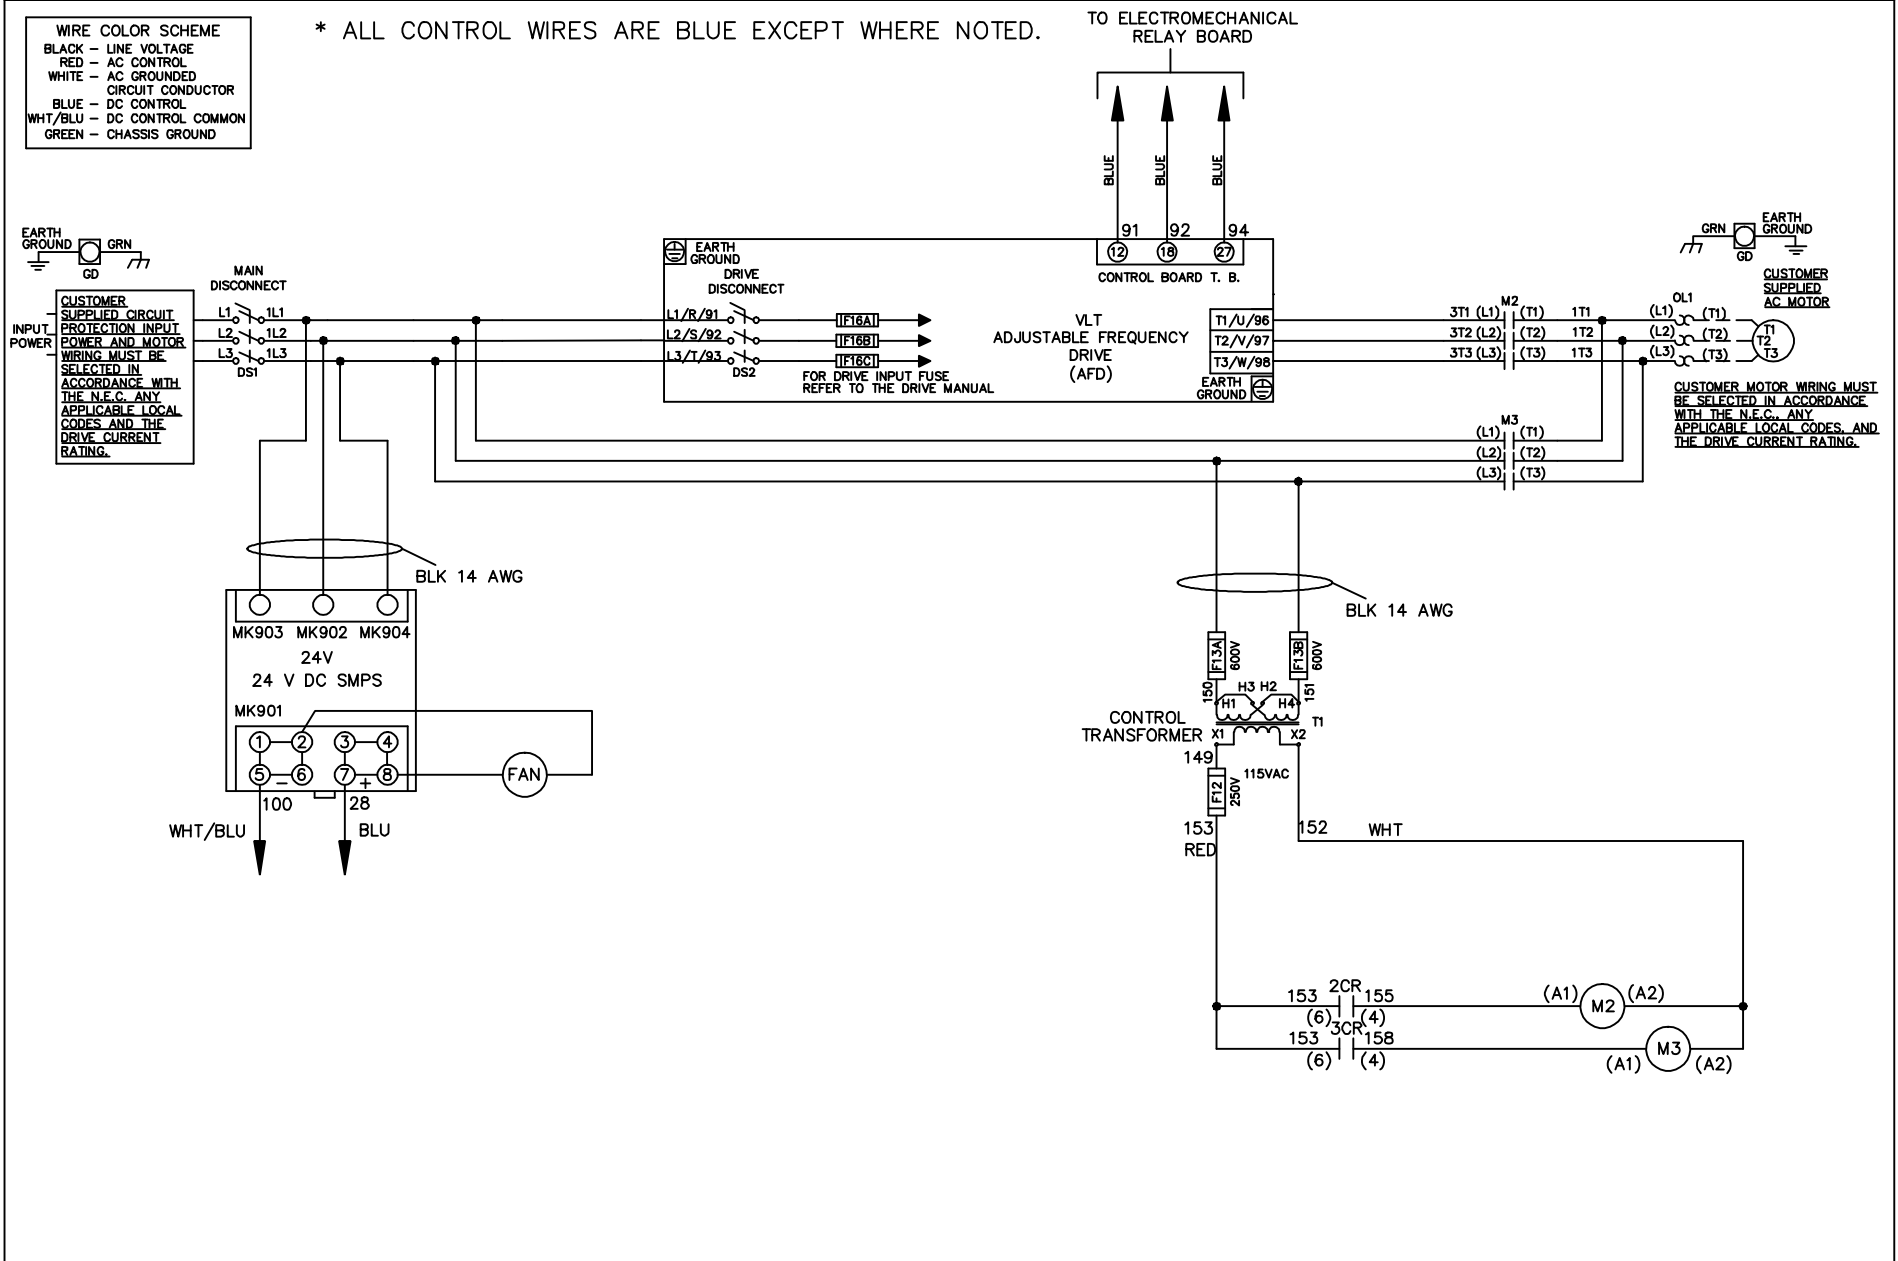 WIRE COLOR SCHEME
BLACK – LINE VOLTAGE
RED – AC CONTROL
WHITE – AC GROUNDED
CIRCUIT CONDUCTOR
BLUE – DC CONTROL
WHT/BLU – DC CONTROL COMMON
GREEN – CHASSIS GROUND
* ALL CONTROL WIRES ARE BLUE EXCEPT WHERE NOTED.
TO ELECTROMECHANICAL
RELAY BOARD
BLUE
BLUE
BLUE
91 92 94
12 18 27
CONTROL BOARD T. B.
EARTH
GROUND
GRN
GD
INPUT
POWER
CUSTOMER
SUPPLIED CIRCUIT
PROTECTION INPUT
POWER AND MOTOR
WIRING MUST BE
SELECTED IN
ACCORDANCE WITH
THE N.E.C. ANY
APPLICABLE LOCAL
CODES AND THE
DRIVE CURRENT
RATING.
MAIN
DISCONNECT
L1 1L1
L2 1L2
L3 1L3
DS1
EARTH
GROUND
DRIVE
DISCONNECT
L1/R/91
L2/S/92
L3/T/93
DS2
F16A
F16B
F16C
FOR DRIVE INPUT FUSE
REFER TO THE DRIVE MANUAL
VLT
ADJUSTABLE FREQUENCY
DRIVE
(AFD)
T1/U/96
T2/V/97
T3/W/98
EARTH
GROUND
M2
3T1 (L1) (T1) 1T1
3T2 (L2) (T2) 1T2
3T3 (L3) (T3) 1T3
OL1
(L1) (T1)
(L2) (T2)
(L3) (T3)
T1
T2
T3
GRN
GD
EARTH
GROUND
CUSTOMER
SUPPLIED
AC MOTOR
CUSTOMER MOTOR WIRING MUST
BE SELECTED IN ACCORDANCE
WITH THE N.E.C., ANY
APPLICABLE LOCAL CODES, AND
THE DRIVE CURRENT RATING.
M3
(L1) (T1)
(L2) (T2)
(L3) (T3)
BLK 14 AWG
MK903 MK902 MK904
24V
24 V DC SMPS
MK901
1 2 3 4
5 – 6 7 + 8
FAN
100 28
WHT/BLU BLU
BLK 14 AWG
F13A
600V
F13B
600V
150
151
H3 H2
H1 H4
T1
CONTROL
TRANSFORMER
X1 X2
149
115VAC
F12
250V
153
RED
152 WHT
153 2CR 155
(6) (4)
(A1) M2 (A2)
153 3CR 158
(6) (4)
(A1) M3 (A2)